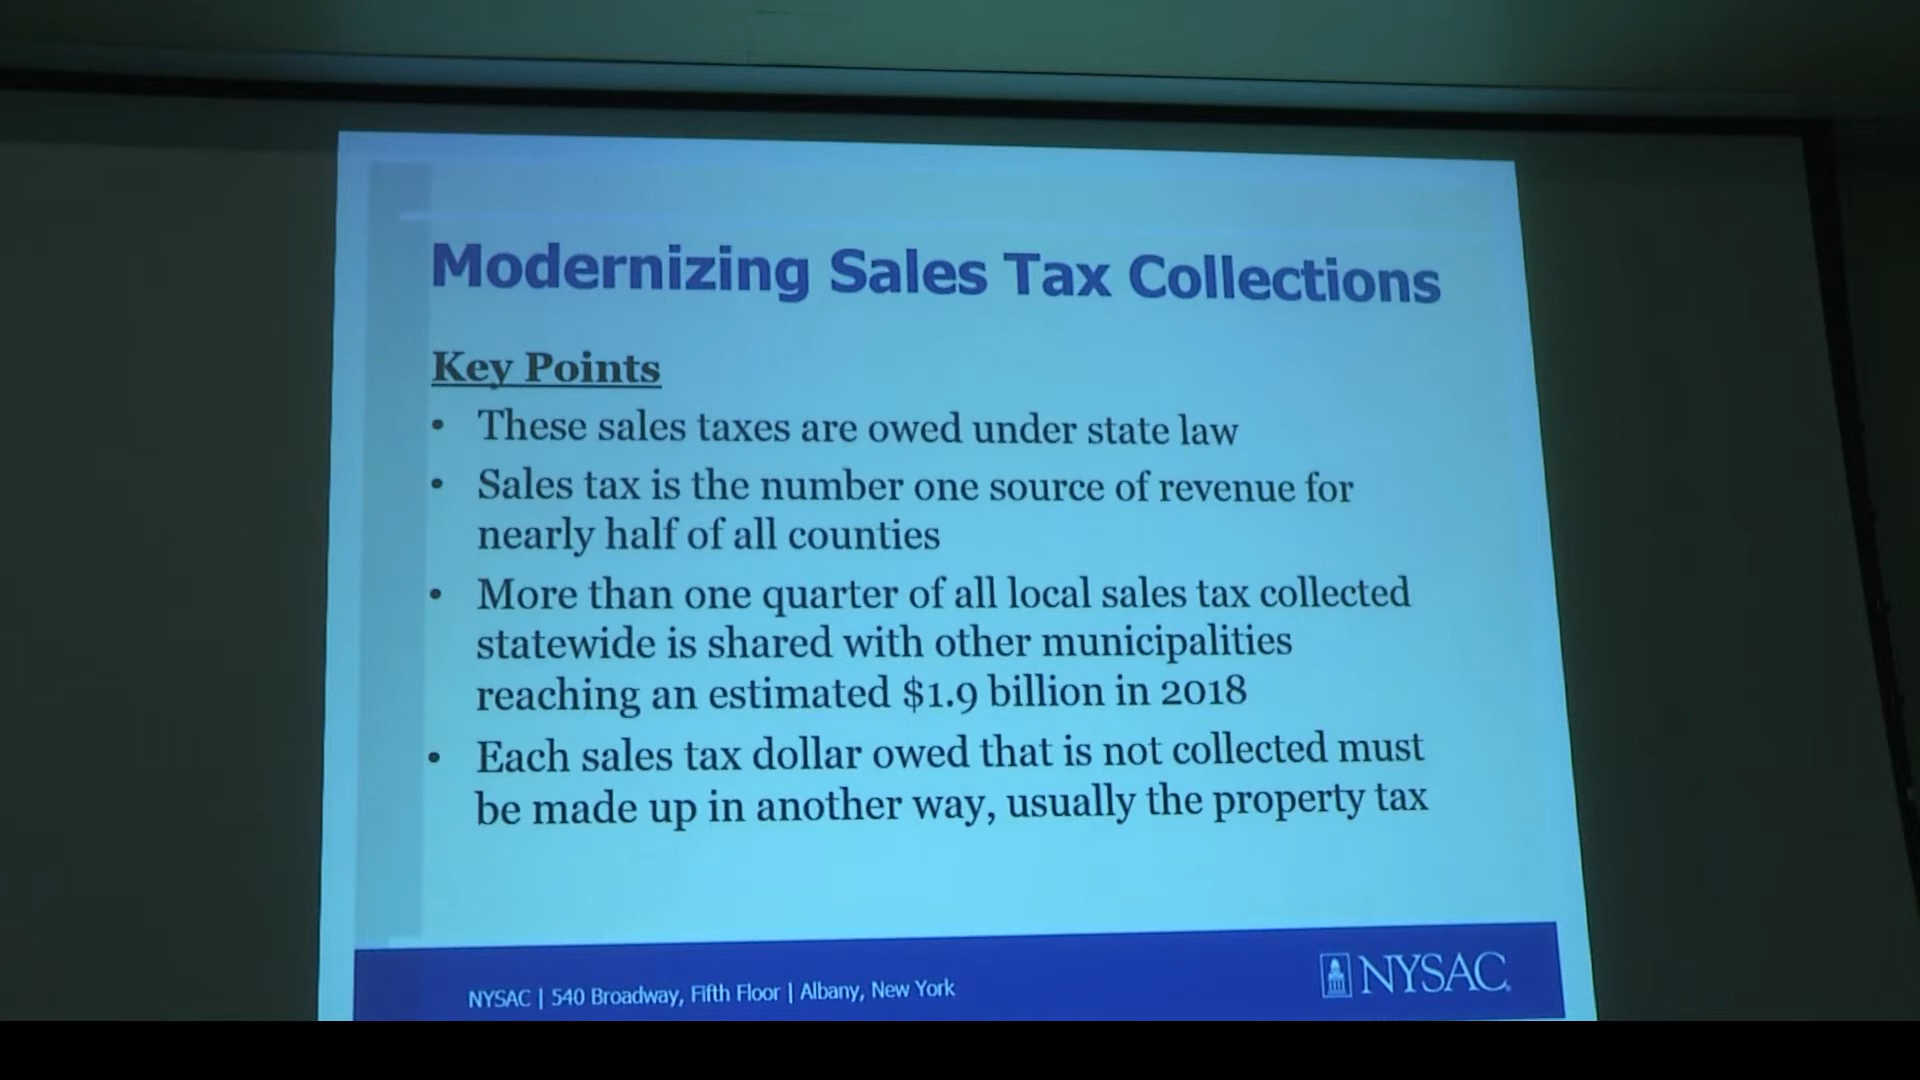 Modernizing Sales Tax Collections
Key Points
• These sales taxes are owed under state law
• Sales tax is the number one source of revenue for
nearly half of all counties
• More than one quarter of all local sales tax collected
statewide is shared with other municipalities
reaching an estimated $1.9 billion in 2018
• Each sales tax dollar owed that is not collected must
be made up in another way, usually the property tax
NYSAC | 540 Broadway, Fifth Floor | Albany, New York
NYSAC